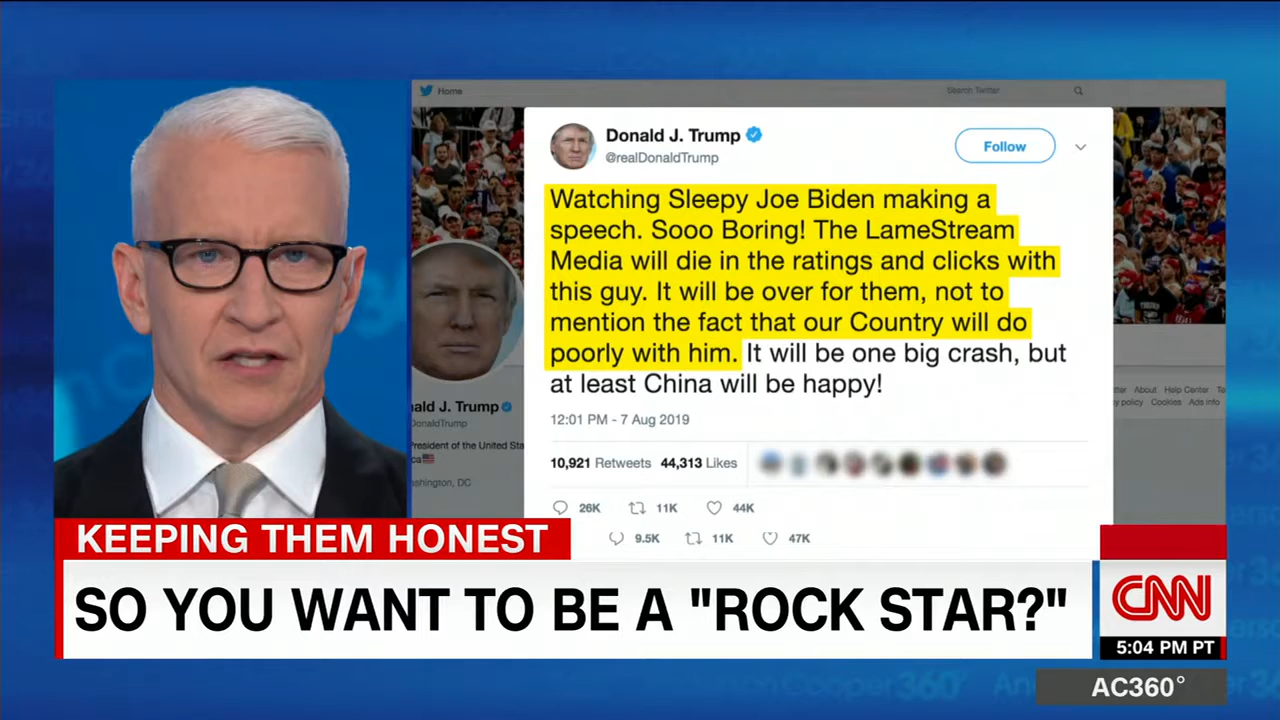 Home
Search Twitter
Donald J. Trump
@realDonaldTrump
Follow
Watching Sleepy Joe Biden making a
speech. Sooo Boring! The LameStream
Media will die in the ratings and clicks with
this guy. It will be over for them, not to
mention the fact that our Country will do
poorly with him. It will be one big crash, but
at least China will be happy!
12:01 PM - 7 Aug 2019
10,921 Retweets 44,313 Likes
26K 11K 44K
9.5K 11K 47K
ald J. Trump
DonaldTrump
President of the United Sta
ca
shington, DC
About Help Center
policy Cookies Ads info
KEEPING THEM HONEST
SO YOU WANT TO BE A "ROCK STAR?"
CNN
5:04 PM PT
AC360°